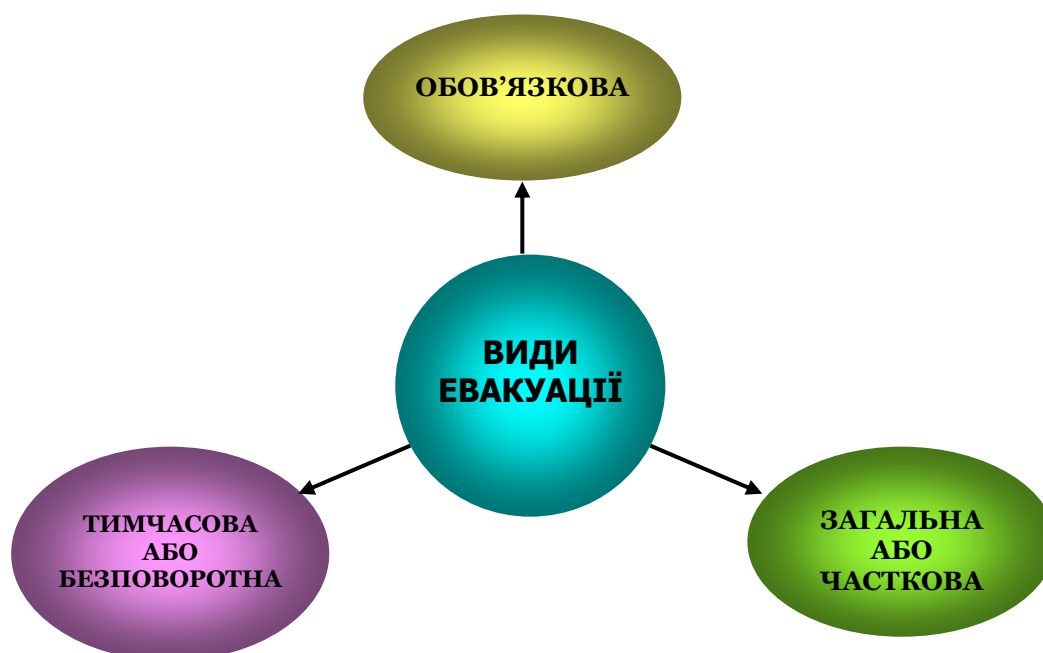 ОБОВ’ЯЗКОВА
ВИДИ
ЕВАКУАЦІЇ
ТИМЧАСОВА
АБО
БЕЗПОВОРОТНА
ЗАГАЛЬНА
АБО
ЧАСТКОВА